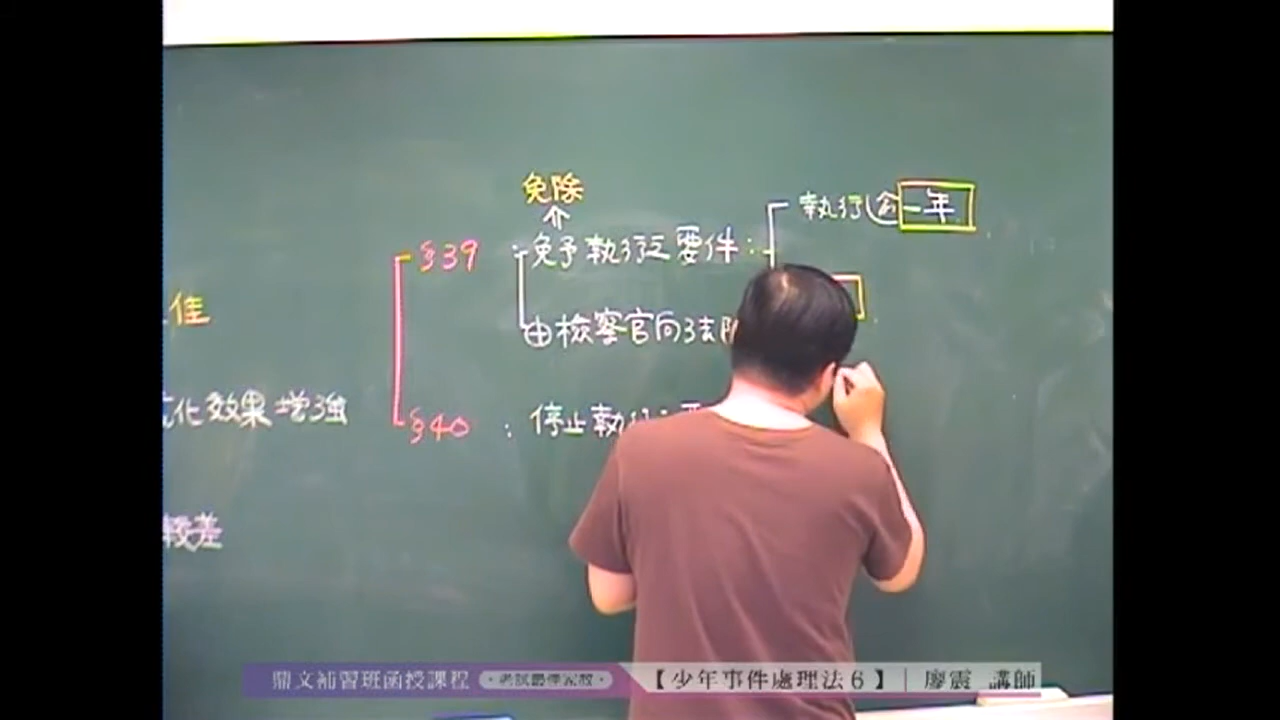 免除
執行逾一年
§39 : 免予執行之要件 :
佳
由檢察官向法
化效果增強
§40 : 停止執行
較差
鼎文補習班函授課程
【少年事件處理法6】｜廖震 講師